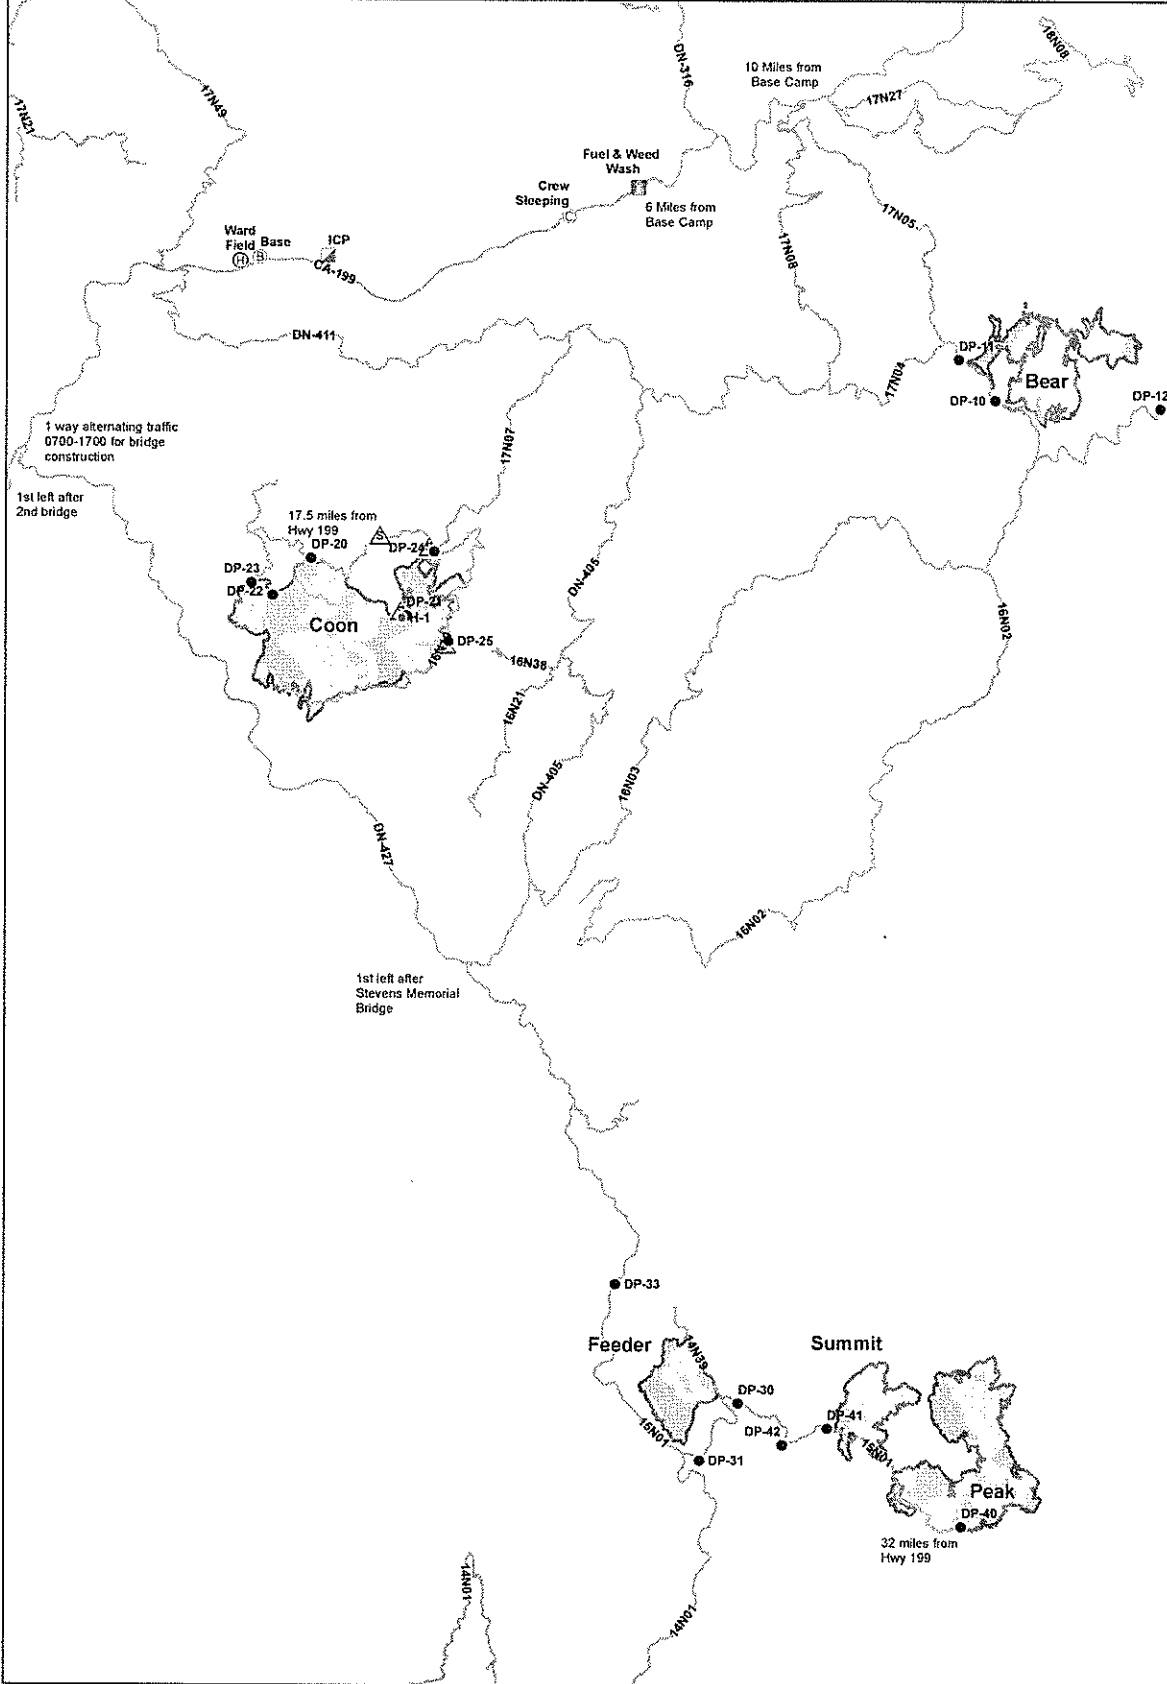 18N08
DN-316
10 Miles from
Base Camp
17N49
17N21
17N27
Fuel & Weed
Wash
Crew
Sleeping
C
6 Miles from
Base Camp
17N05
Ward
Field
H
Base
B
ICP
CA-199
17N08
DN-411
DP-11
Bear
17N04
DP-10
DP-12
1 way alternating traffic
0700-1700 for bridge
construction
17N07
1st left after
2nd bridge
17.5 miles from
Hwy 199
S
DP-20
DP-24
DP-23
DP-22
DN-405
DP-21
H-1
Coon
DP-25
16N38
16N02
16N21
DN-405
16N03
DN-427
16N02
1st left after
Stevens Memorial
Bridge
DP-33
Feeder
Summit
14N39
DP-30
DP-41
DP-42
15N01
15N01
DP-31
Peak
DP-40
32 miles from
Hwy 199
14N01
14N01